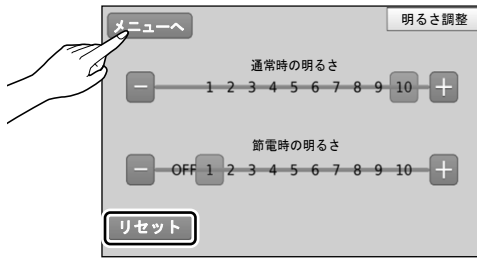 メニューへ
明るさ調整
通常時の明るさ
− 1 2 3 4 5 6 7 8 9 10 +
節電時の明るさ
− OFF 1 2 3 4 5 6 7 8 9 10 +
リセット